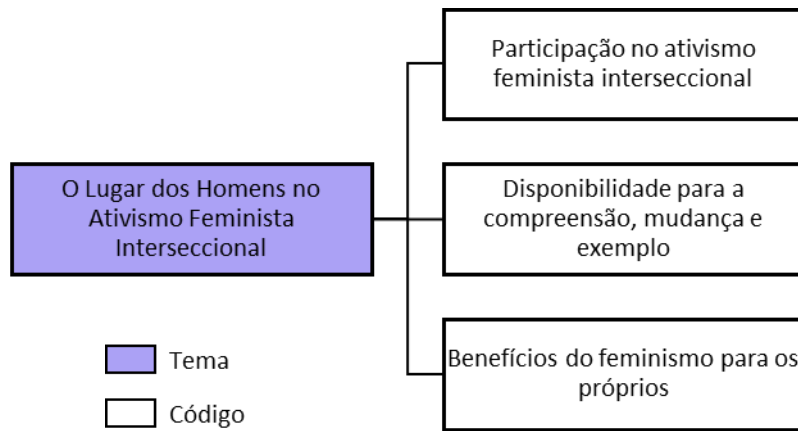 Participação no ativismo
feminista interseccional
O Lugar dos Homens no
Ativismo Feminista
Interseccional
Disponibilidade para a
compreensão, mudança e
exemplo
Benefícios do feminismo para os
próprios
Tema
Código